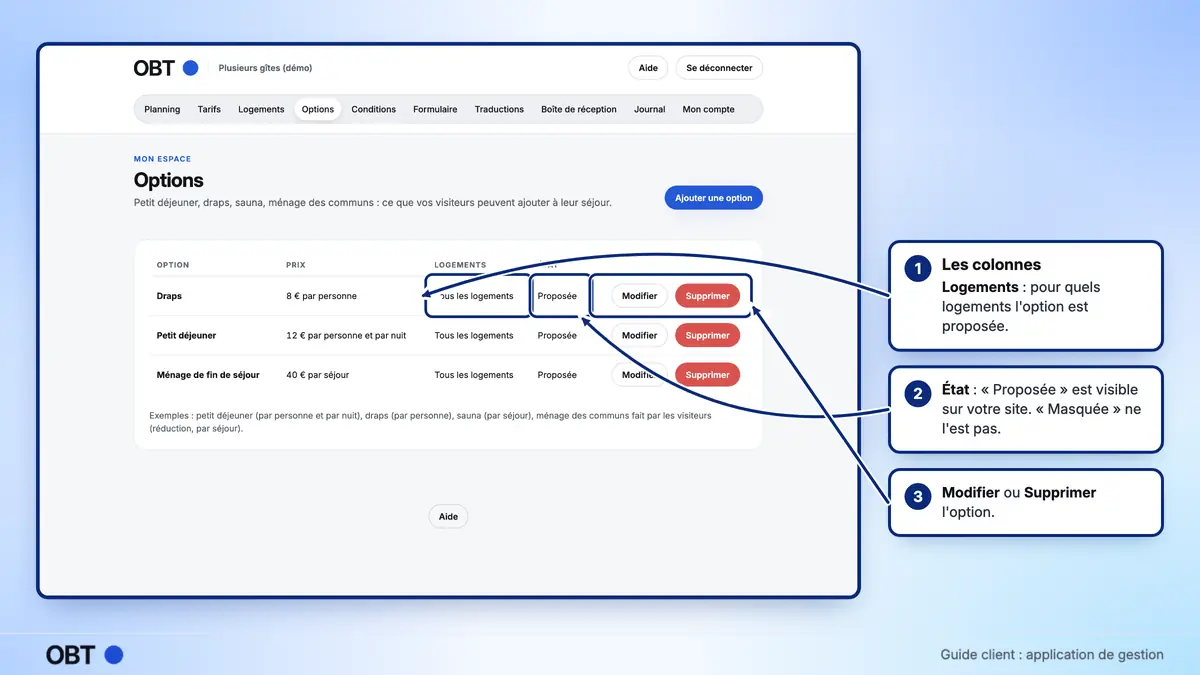 OBT
Plusieurs gîtes (démo)
Aide
Se déconnecter
Planning
Tarifs
Logements
Options
Conditions
Formulaire
Traductions
Boîte de réception
Journal
Mon compte
MON ESPACE
Options
Petit déjeuner, draps, sauna, ménage des communs : ce que vos visiteurs peuvent ajouter à leur séjour.
Ajouter une option
OPTION
PRIX
LOGEMENTS
Draps
8 € par personne
les logements
Proposée
Modifier
Supprimer
Petit déjeuner
12 € par personne et par nuit
Tous les logements
Proposée
Modifier
Supprimer
Ménage de fin de séjour
40 € par séjour
Tous les logements
Proposée
Modifier
Supprimer
Exemples : petit déjeuner (par personne et par nuit), draps (par personne), sauna (par séjour), ménage des communs fait par les visiteurs
(réduction, par séjour).
Aide
1
Les colonnes
Logements : pour quels
logements l'option est
proposée.
2
État : « Proposée » est visible
sur votre site. « Masquée » ne
l'est pas.
3
Modifier ou Supprimer
l'option.
OBT
Guide client : application de gestion